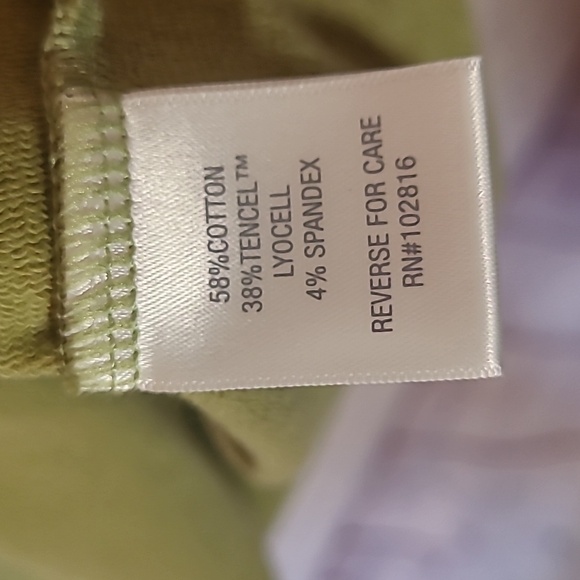 58%COTTON
38%TENCEL™
LYOCELL
4% SPANDEX
REVERSE FOR CARE
RN#102816